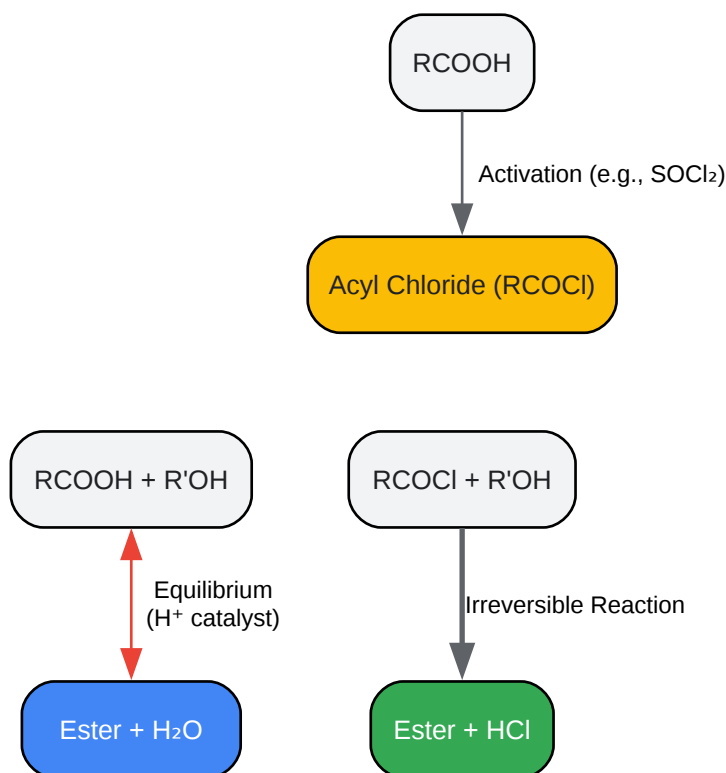 RCOOH
Activation (e.g., SOCl₂)
Acyl Chloride (RCOCl)
RCOOH + R'OH
RCOCl + R'OH
Equilibrium
(H⁺ catalyst)
Irreversible Reaction
Ester + H₂O
Ester + HCl